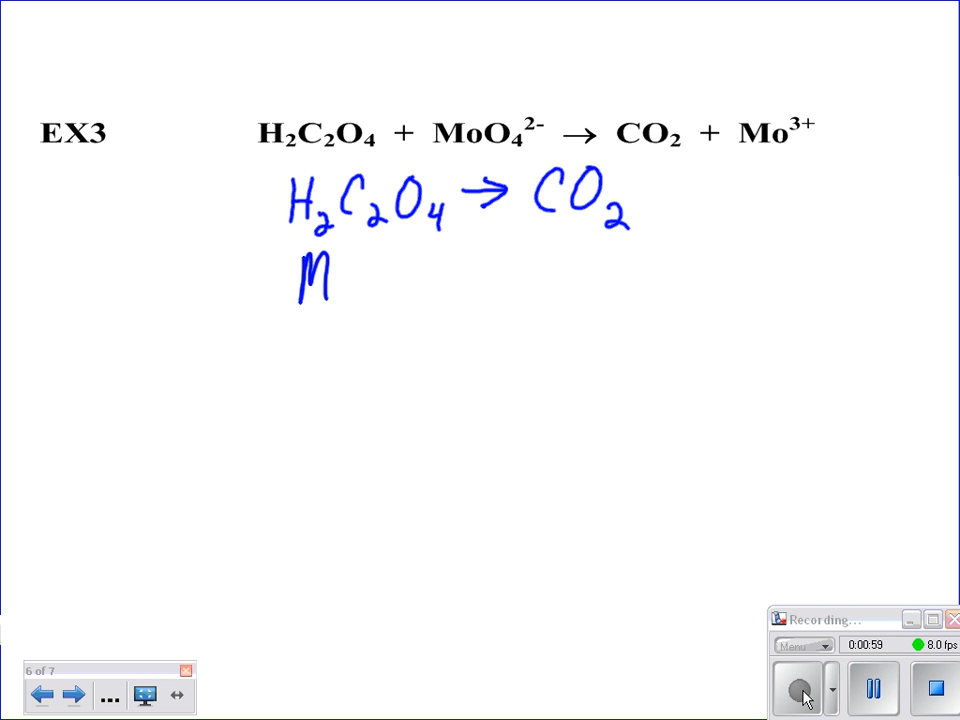 EX3 H₂C₂O₄ + MoO₄²⁻ → CO₂ + Mo³⁺
H₂C₂O₄ → CO₂
M
Recording...
Menu 0:00:59 8.0 fps
6 of 7
...